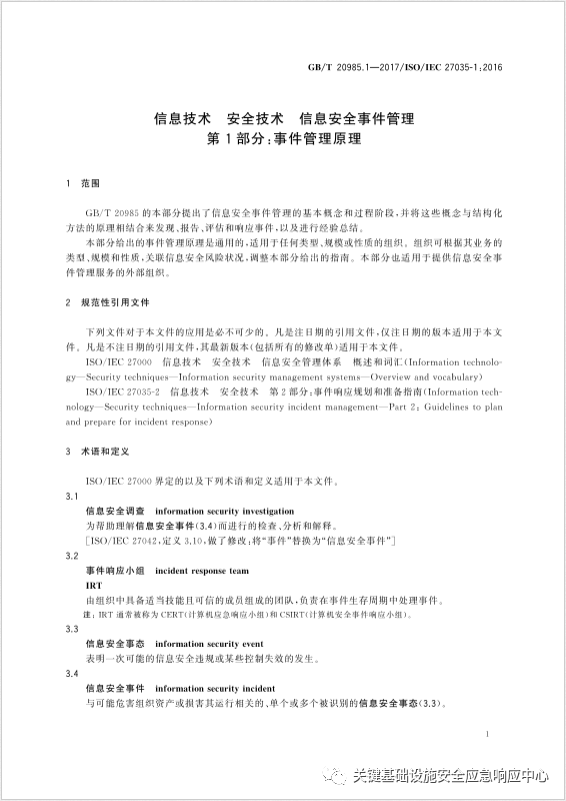 GB/T 20985.1—2017/ISO/IEC 27035-1:2016
信息技术 安全技术 信息安全事件管理
第1部分:事件管理原理
1 范围
GB/T 20985 的本部分提出了信息安全事件管理的基本概念和过程阶段,并将这些概念与结构化
方法的原理相结合来发现、报告、评估和响应事件,以及进行经验总结。
本部分给出的事件管理原理是通用的,适用于任何类型、规模或性质的组织。组织可根据其业务的
类型、规模和性质,关联信息安全风险状况,调整本部分给出的指南。本部分也适用于提供信息安全事
件管理服务的外部组织。
2 规范性引用文件
下列文件对于本文件的应用是必不可少的。凡是注日期的引用文件,仅注日期的版本适用于本文
件。凡是不注日期的引用文件,其最新版本(包括所有的修改单)适用于本文件。
ISO/IEC 27000 信息技术 安全技术 信息安全管理体系 概述和词汇(Information technolo-
gy—Security techniques—Information security management systems—Overview and vocabulary)
ISO/IEC 27035-2 信息技术 安全技术 第2部分:事件响应规划和准备指南(Information tech-
nology—Security techniques—Information security incident management—Part 2: Guidelines to plan
and prepare for incident response)
3 术语和定义
ISO/IEC 27000 界定的以及下列术语和定义适用于本文件。
3.1
信息安全调查 information security investigation
为帮助理解信息安全事件(3.4)而进行的检查、分析和解释。
[ISO/IEC 27042,定义 3.10,做了修改:将“事件”替换为“信息安全事件”]
3.2
事件响应小组 incident response team
IRT
由组织中具备适当技能且可信的成员组成的团队,负责在事件生存周期中处理事件。
注:IRT 通常被称为 CERT(计算机应急响应小组)和 CSIRT(计算机安全事件响应小组)。
3.3
信息安全事态 information security event
表明一次可能的信息安全违规或某些控制失效的发生。
3.4
信息安全事件 information security incident
与可能危害组织资产或损害其运行相关的、单个或多个被识别的信息安全事态(3.3)。
1
关键基础设施安全应急响应中心